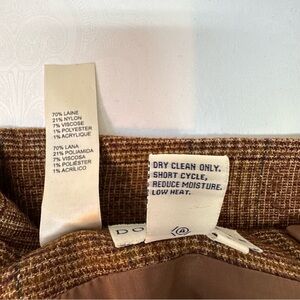 70% LAINE
21% NYLON
7% VISCOSE
1% POLYESTER
1% ACRYLIQUE
70% LANA
21% POLIAMIDA
7% VISCOSA
1% POLIÉSTER
1% ACRÍLICO
DRY CLEAN ONLY.
SHORT CYCLE,
REDUCE MOISTURE.
LOW HEAT.